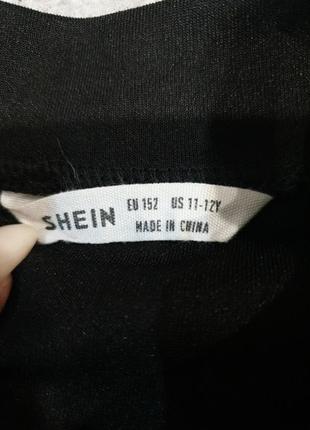 SHEIN EU 152 US 11-12Y
MADE IN CHINA